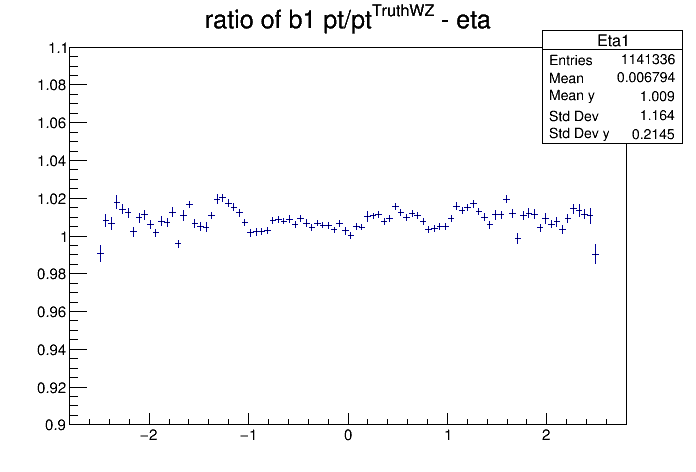 ratio of b1 pt/pt^TruthWZ - eta
Eta1
Entries 1141336
Mean 0.006794
Mean y 1.009
Std Dev 1.164
Std Dev y 0.2145
1.1
1.08
1.06
1.04
1.02
1
0.98
0.96
0.94
0.92
0.9
−2 −1 0 1 2